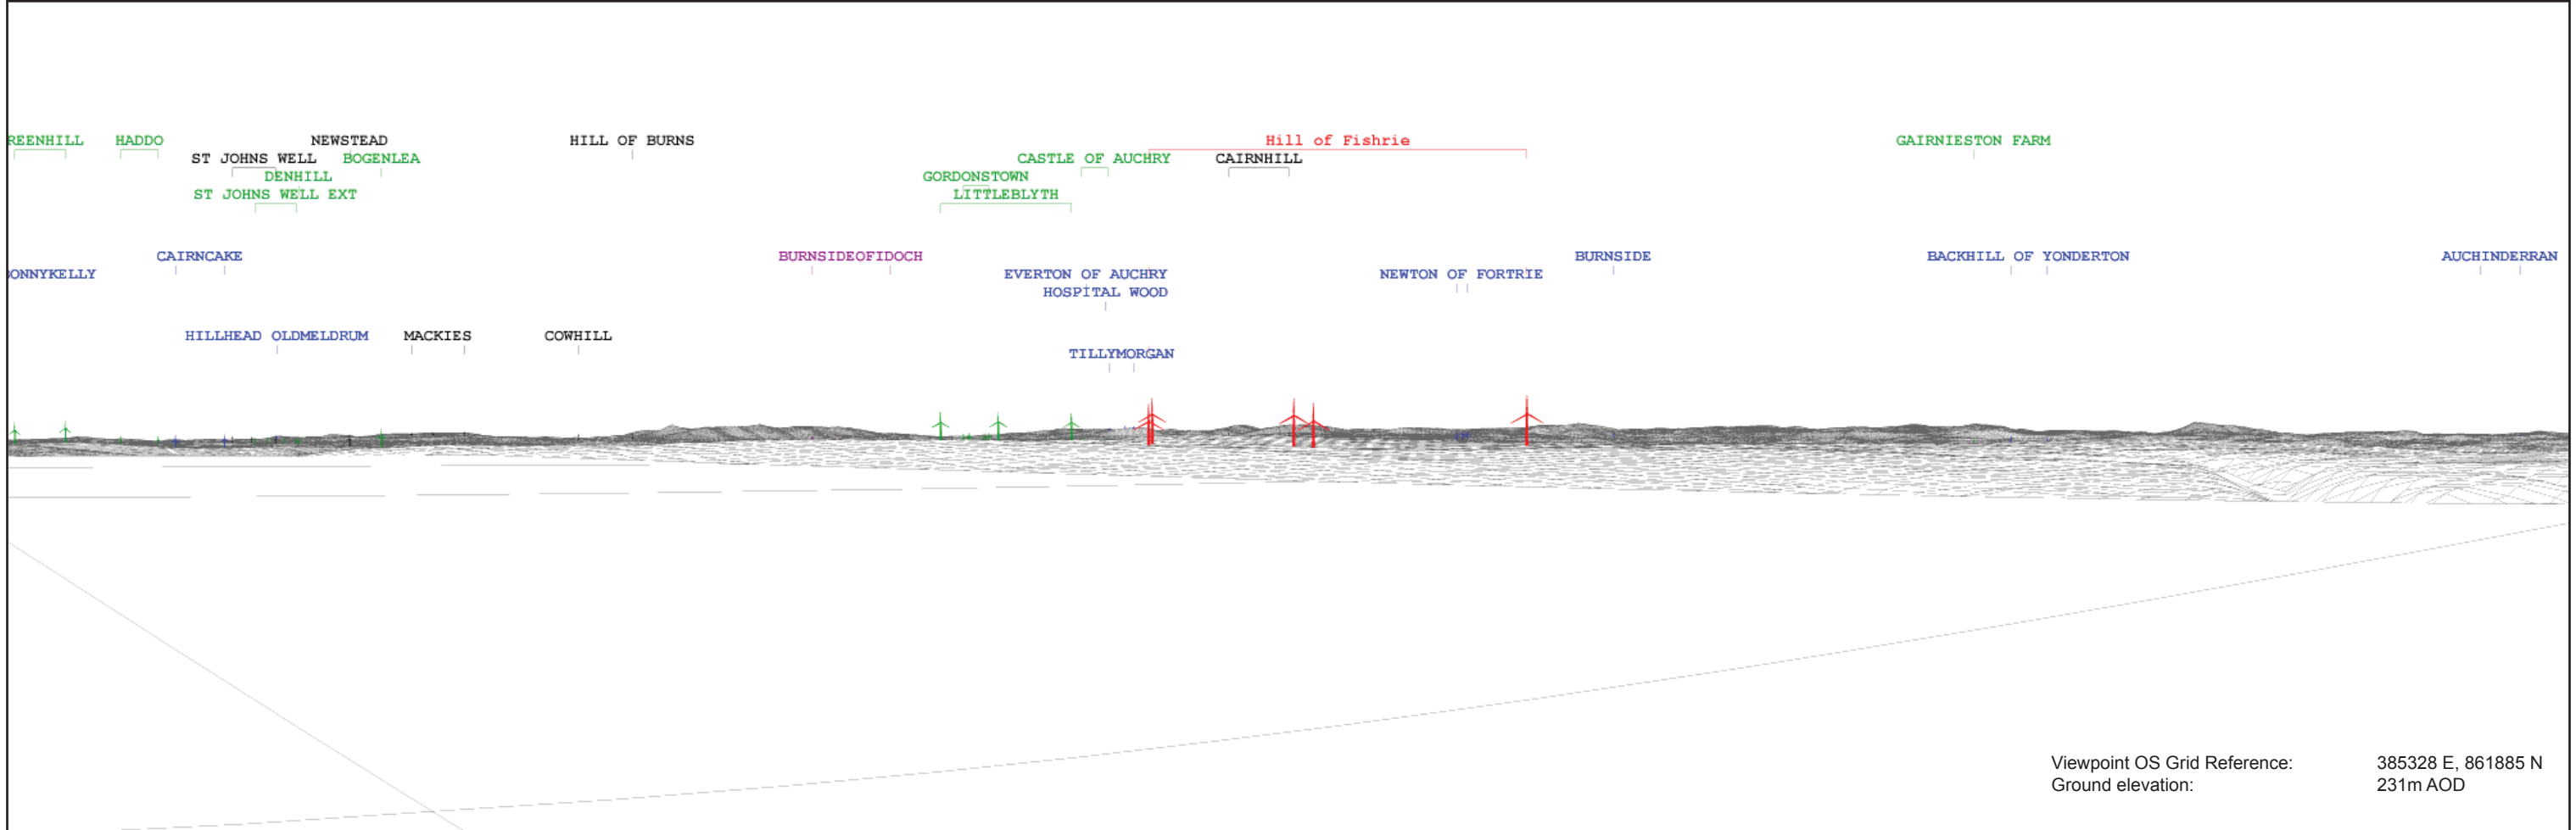 REENHILL HADDO NEWSTEAD HILL OF BURNS Hill of Fishrie GAIRNIESTON FARM
ST JOHNS WELL BOGENLEA CASTLE OF AUCHRY CAIRNHILL
DENHILL GORDONSTOWN
ST JOHNS WELL EXT LITTLEBLYTH
CAIRNCAKE BURNSIDEOFIDOCH BURNSIDE BACKHILL OF YONDERTON AUCHINDERRAN
ONNYKELLY EVERTON OF AUCHRY NEWTON OF FORTRIE
HOSPITAL WOOD
HILLHEAD OLDMELDRUM MACKIES COWHILL
TILLYMORGAN
Viewpoint OS Grid Reference: 385328 E, 861885 N
Ground elevation: 231m AOD